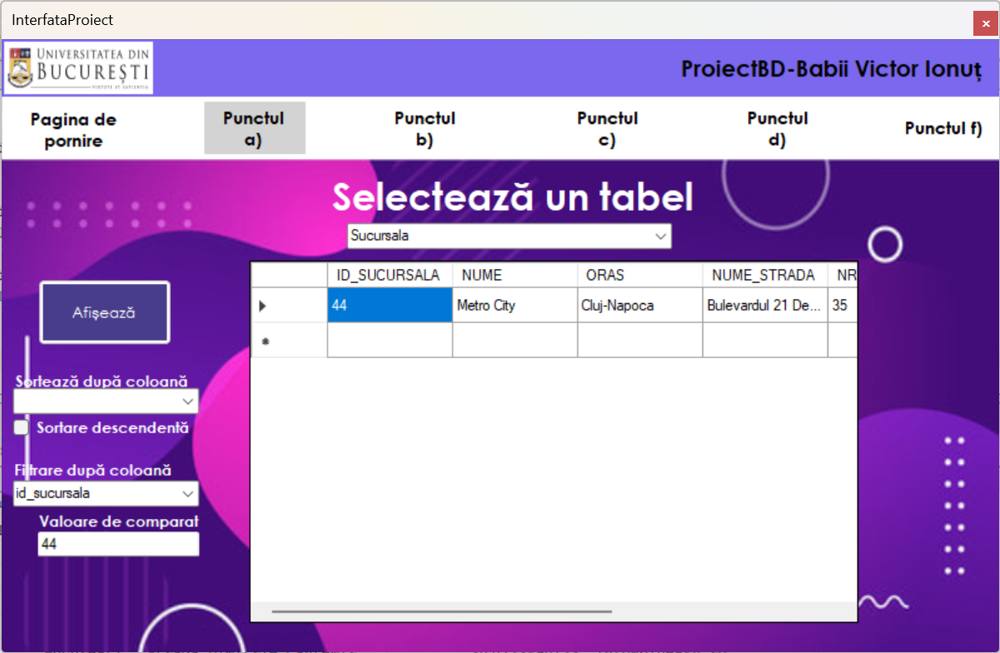 InterfataProiect
UNIVERSITATEA DIN
BUCUREȘTI
VIRTUTE ET SAPIENTIA
ProiectBD-Babii Victor Ionuț
Pagina de
pornire
Punctul
a)
Punctul
b)
Punctul
c)
Punctul
d)
Punctul f)
Selectează un tabel
Sucursala
ID_SUCURSALA NUME ORAS NUME_STRADA NR
44 Metro City Cluj-Napoca Bulevardul 21 De... 35
Afișează
Sortează după coloană
Sortare descendentă
Filtrare după coloană
id_sucursala
Valoare de comparat
44